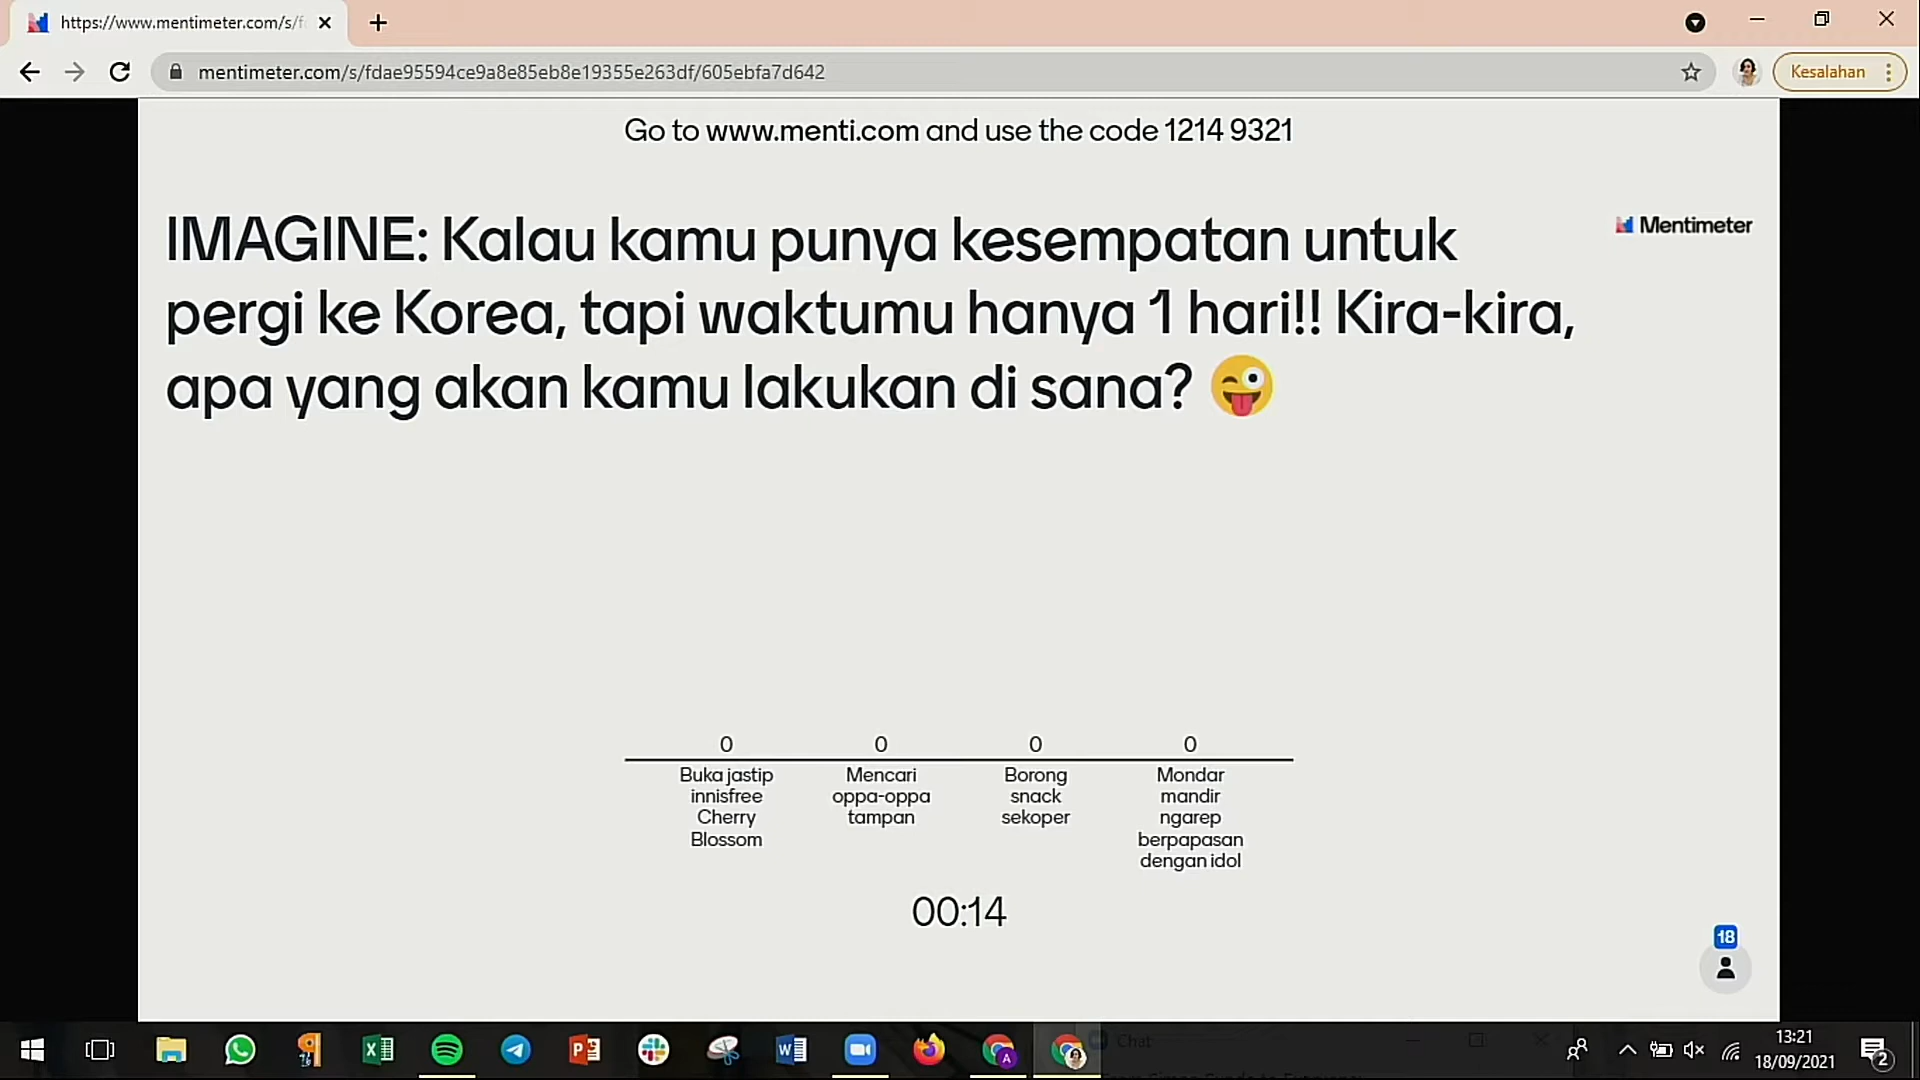 https://www.mentimeter.com/s/f
mentimeter.com/s/fdae95594ce9a8e85eb8e19355e263df/605ebfa7d642
Kesalahan
Go to www.menti.com and use the code 1214 9321
IMAGINE: Kalau kamu punya kesempatan untuk
pergi ke Korea, tapi waktumu hanya 1 hari!! Kira-kira,
apa yang akan kamu lakukan di sana? 😜
Mentimeter
0 0 0 0
Buka jastip
innisfree
Cherry
Blossom
Mencari
oppa-oppa
tampan
Borong
snack
sekoper
Mondar
mandir
ngarep
berpapasan
dengan idol
00:14
18
Chat
13:21
18/09/2021
2